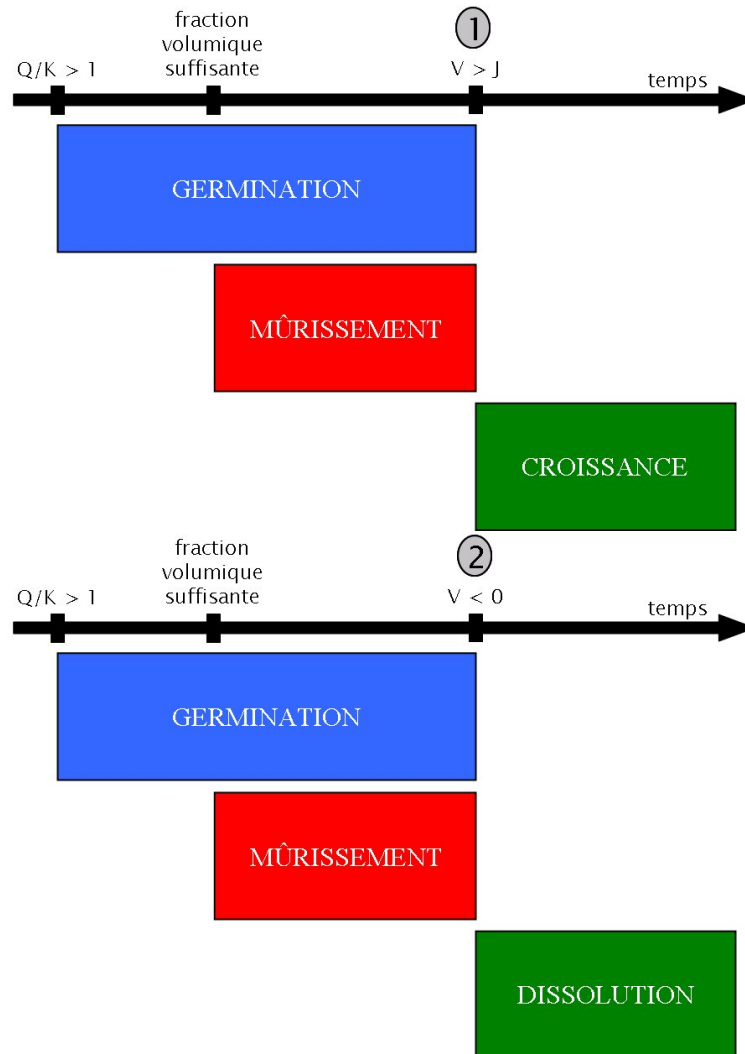 fraction
volumique
suffisante
1
Q/K > 1
V > J
temps
GERMINATION
MÛRISSEMENT
CROISSANCE
fraction
volumique
suffisante
2
Q/K > 1
V < 0
temps
GERMINATION
MÛRISSEMENT
DISSOLUTION